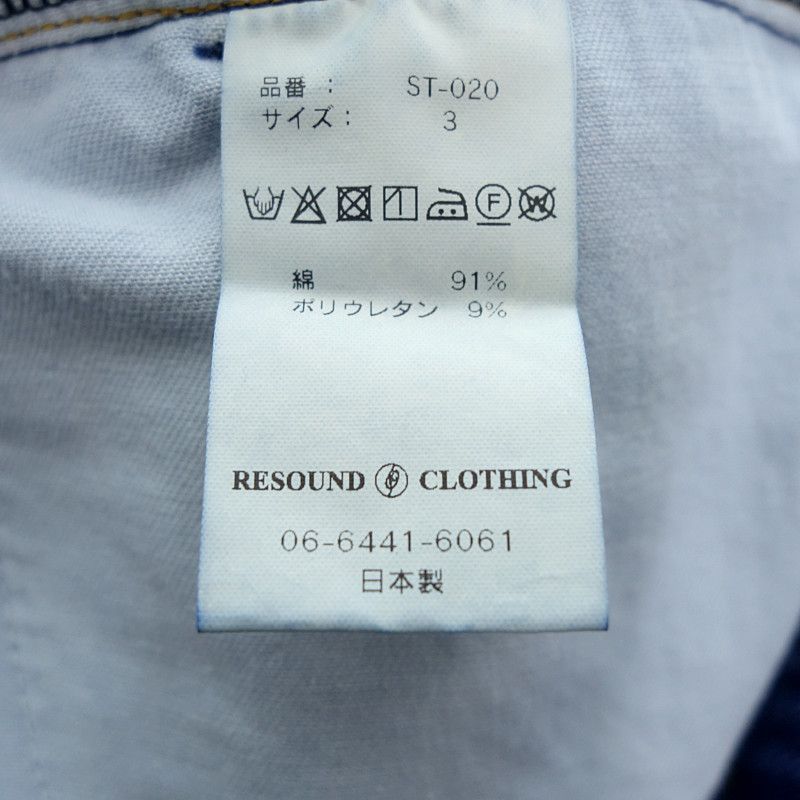 品番 : ST-020
サイズ : 3
F W
綿 91%
ポリウレタン 9%
RESOUND CLOTHING
06-6441-6061
日本製